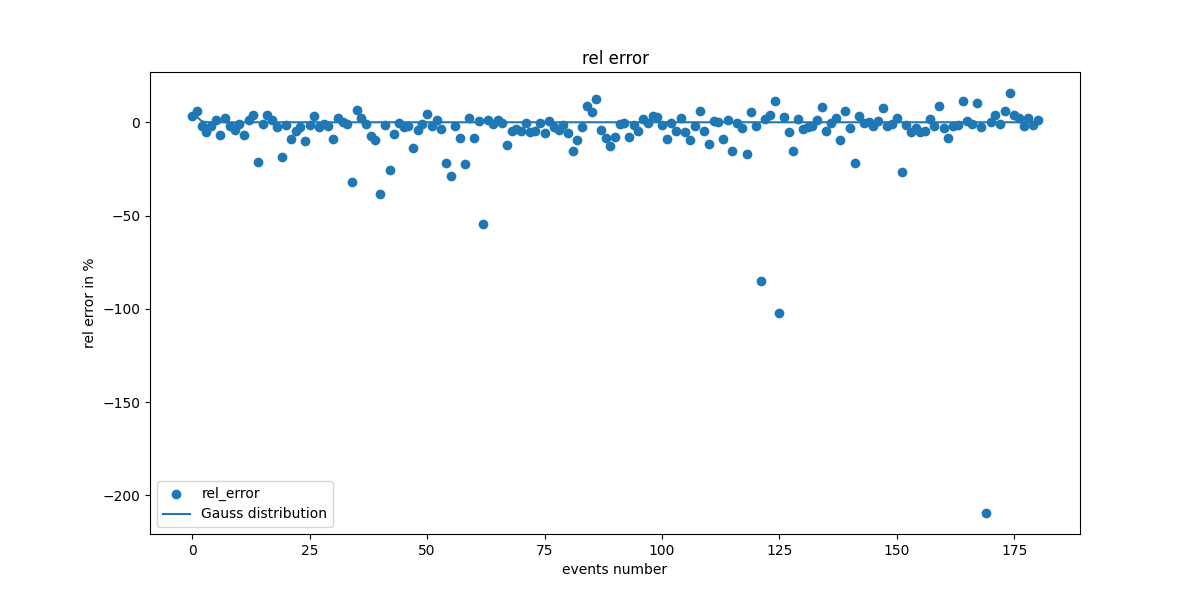 rel error
0
−50
−100
−150
−200
rel error in %
rel_error
Gauss distribution
0 25 50 75 100 125 150 175
events number